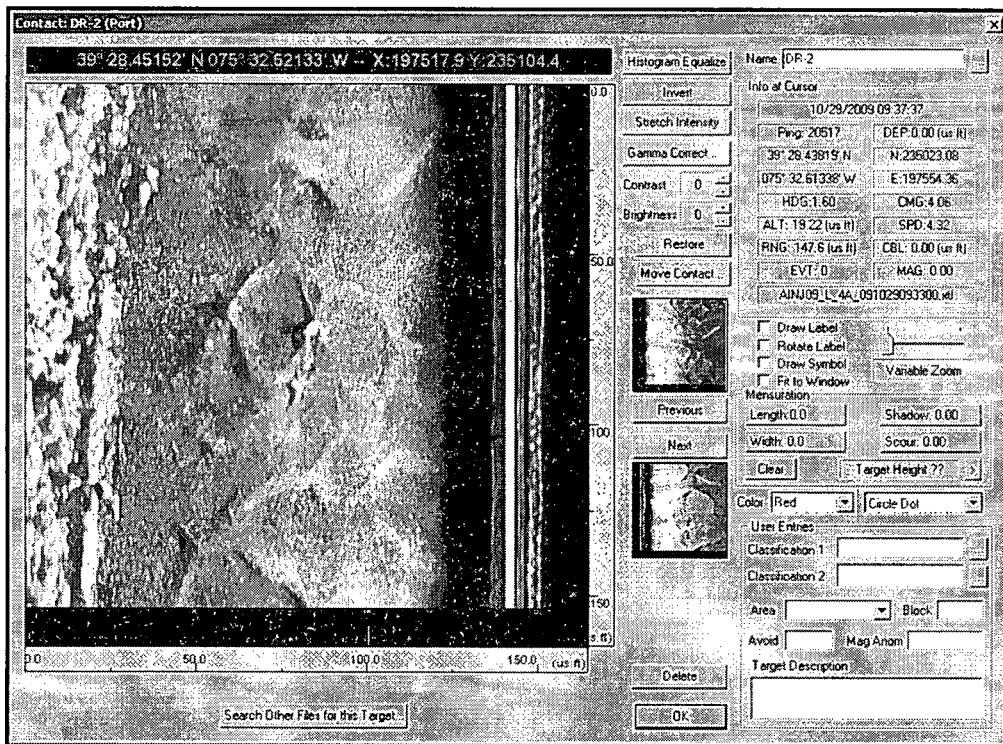 Contact: DR-2 (Port)
39° 28.45152' N 075° 32.62133' W -- X:197517.9 Y:235104.4
0.0
50.0
100
150
s ft)
0.0
50.0
100.0
150.0
(us ft)
Search Other Files for this Target...
Histogram Equalize
Invert
Stretch Intensity
Gamma Correct...
Contrast 0
Brightness 0
Restore
Move Contact...
Previous
Next
Delete
OK
Name DR-2
Info at Cursor
10/29/2009 09:37:37
Ping: 20517
DEP:0.00 (us ft)
39° 28.43819' N
N:235023.08
075° 32.61338' W
E:197554.36
HDG:1.60
CMG:4.06
ALT: 19.22 (us ft)
SPD:4.32
RNG:147.6 (us ft)
CBL: 0.00 (us ft)
EVT: 0
MAG: 0.00
AINJ09_L_4A_091029093300.xtf
Draw Label
Rotate Label
Draw Symbol
Fit to Window
Variable Zoom
Mensuration
Length:0.0
Shadow: 0.00
Width: 0.0
Scour: 0.00
Clear
Target Height ??
>
Color Red
Circle Dot
User Entries
Classification 1
Classification 2
Area
Block
Avoid
Mag Anom
Target Description